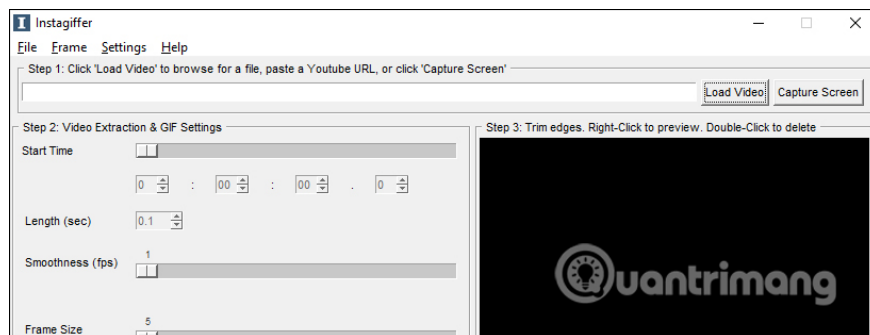 Instagiffer
File Frame Settings Help
Step 1: Click 'Load Video' to browse for a file, paste a Youtube URL, or click 'Capture Screen'
Load Video Capture Screen
Step 2: Video Extraction & GIF Settings
Start Time
0 : 00 : 00 . 0
Length (sec) 0.1
Smoothness (fps) 1
Frame Size 5
Step 3: Trim edges. Right-Click to preview. Double-Click to delete
Quantrimang